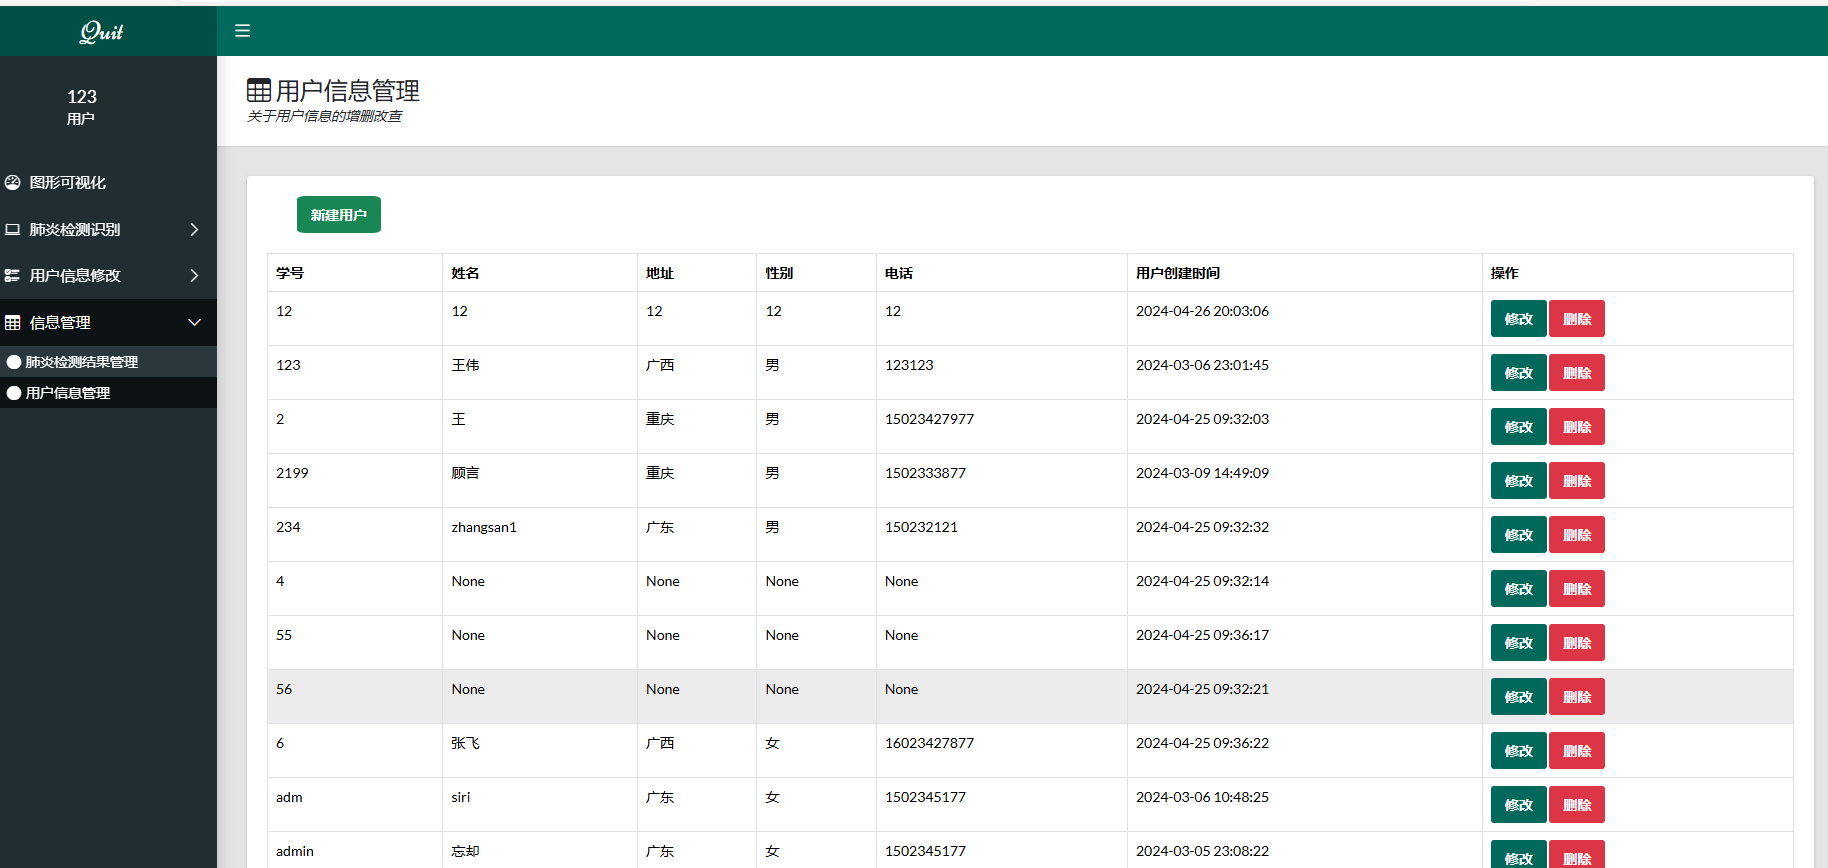 Quit
123
用户
图形可视化
肺炎检测识别
用户信息修改
信息管理
肺炎检测结果管理
用户信息管理
用户信息管理
关于用户信息的增删改查
新建用户
学号 姓名 地址 性别 电话 用户创建时间 操作
12 12 12 12 12 2024-04-26 20:03:06 修改 删除
123 王伟 广西 男 123123 2024-03-06 23:01:45 修改 删除
2 王 重庆 男 15023427977 2024-04-25 09:32:03 修改 删除
2199 顾言 重庆 男 1502333877 2024-03-09 14:49:09 修改 删除
234 zhangsan1 广东 男 150232121 2024-04-25 09:32:32 修改 删除
4 None None None None 2024-04-25 09:32:14 修改 删除
55 None None None None 2024-04-25 09:36:17 修改 删除
56 None None None None 2024-04-25 09:32:21 修改 删除
6 张飞 广西 女 16023427877 2024-04-25 09:36:22 修改 删除
adm siri 广东 女 1502345177 2024-03-06 10:48:25 修改 删除
admin 忘却 广东 女 1502345177 2024-03-05 23:08:22 修改 删除